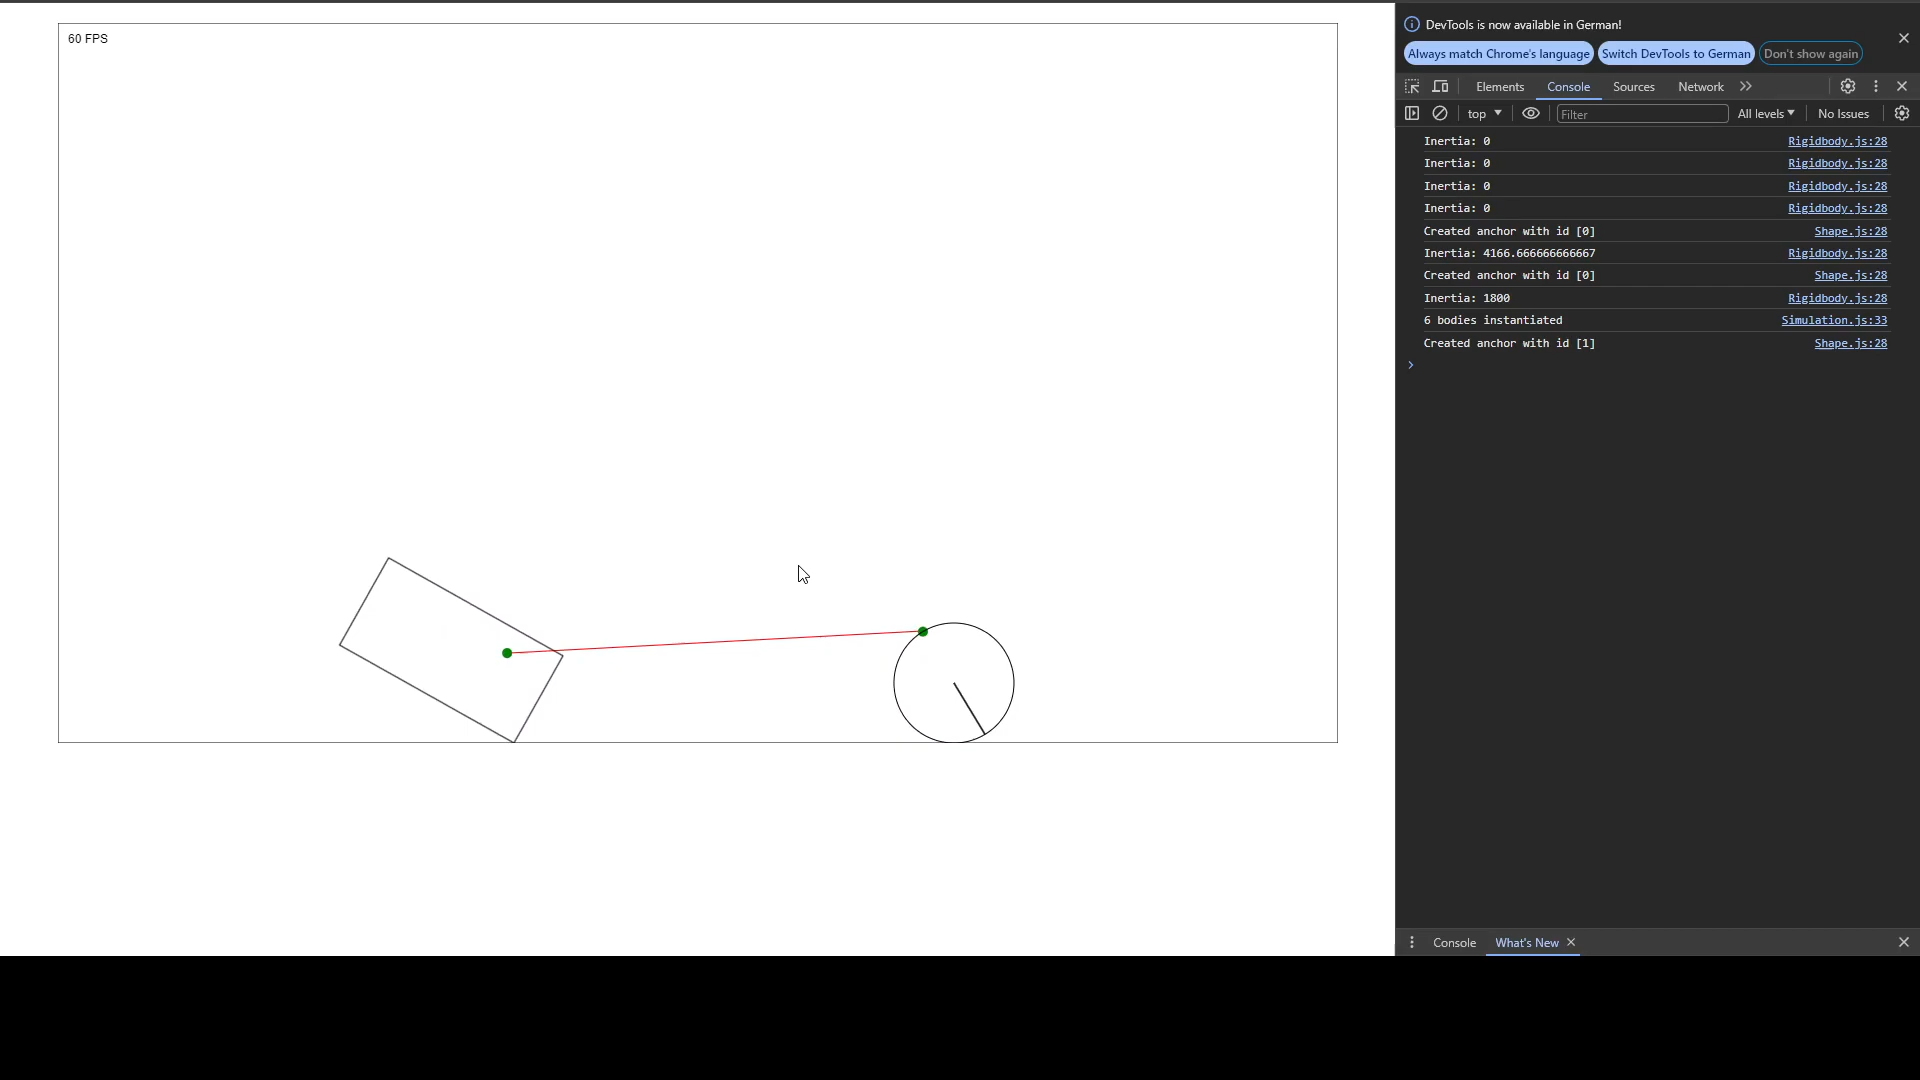 60 FPS
DevTools is now available in German!
Always match Chrome's language Switch DevTools to German Don't show again
Elements Console Sources Network
top Filter All levels No Issues
Inertia: 0 Rigidbody.js:28
Inertia: 0 Rigidbody.js:28
Inertia: 0 Rigidbody.js:28
Inertia: 0 Rigidbody.js:28
Created anchor with id [0] Shape.js:28
Inertia: 4166.666666666667 Rigidbody.js:28
Created anchor with id [0] Shape.js:28
Inertia: 1800 Rigidbody.js:28
6 bodies instantiated Simulation.js:33
Created anchor with id [1] Shape.js:28
Console What's New